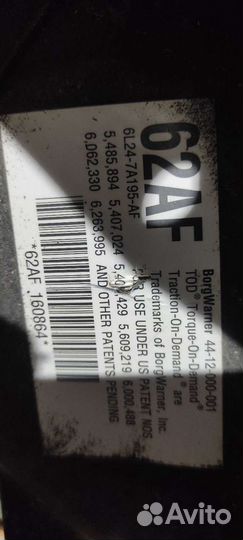 62AF
BorgWarner 44-12-000-001
TOD® Torque-On-Demand®
Traction-On-Demand® are
Trademarks of BorgWarner, Inc.
6L24-7A195-AF
USE UNDER US PATENT NOS.
5,485,894 5,407,024 5,609,219 6,000,488
6,062,330 6,263,995 AND OTHER PATENTS PENDING
*62AF 160864*
Avito